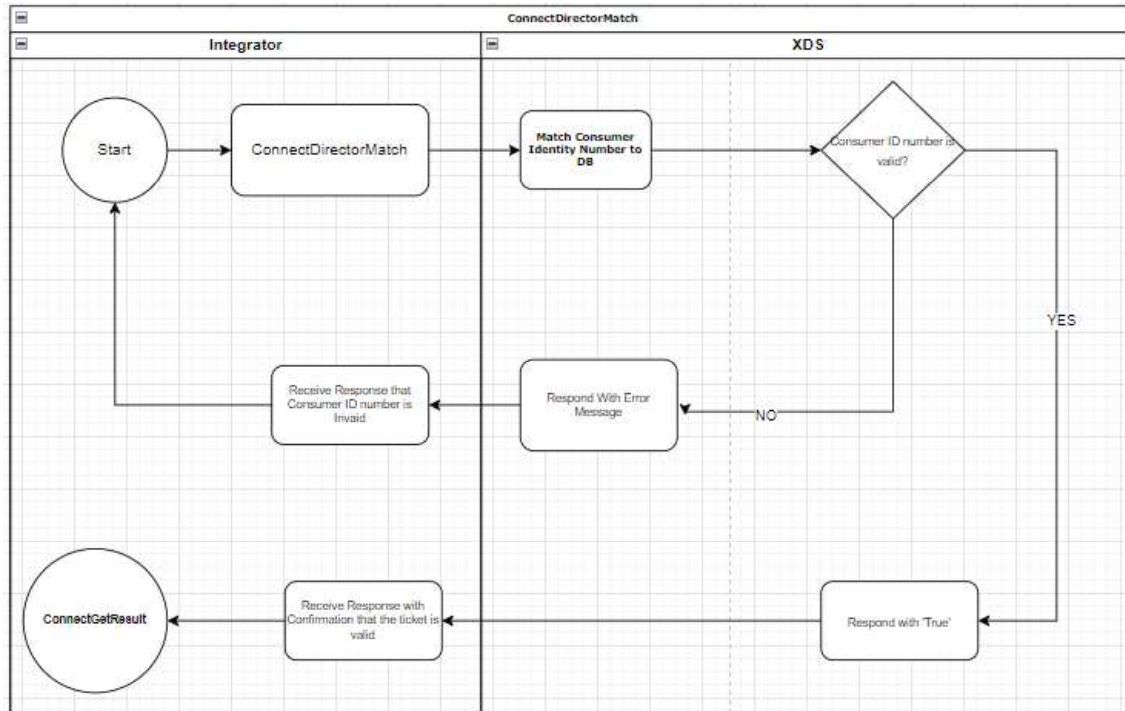 ConnectDirectorMatch
Integrator
XDS
Start
ConnectDirectorMatch
Match Consumer
Identity Number to
DB
Consumer ID number is
valid?
YES
Receive Response that
Consumer ID number is
Invaid
Respond With Error
Message
NO
ConnectGetResult
Receive Response with
Confirmation that the ticket is
valid
Respond with 'True'